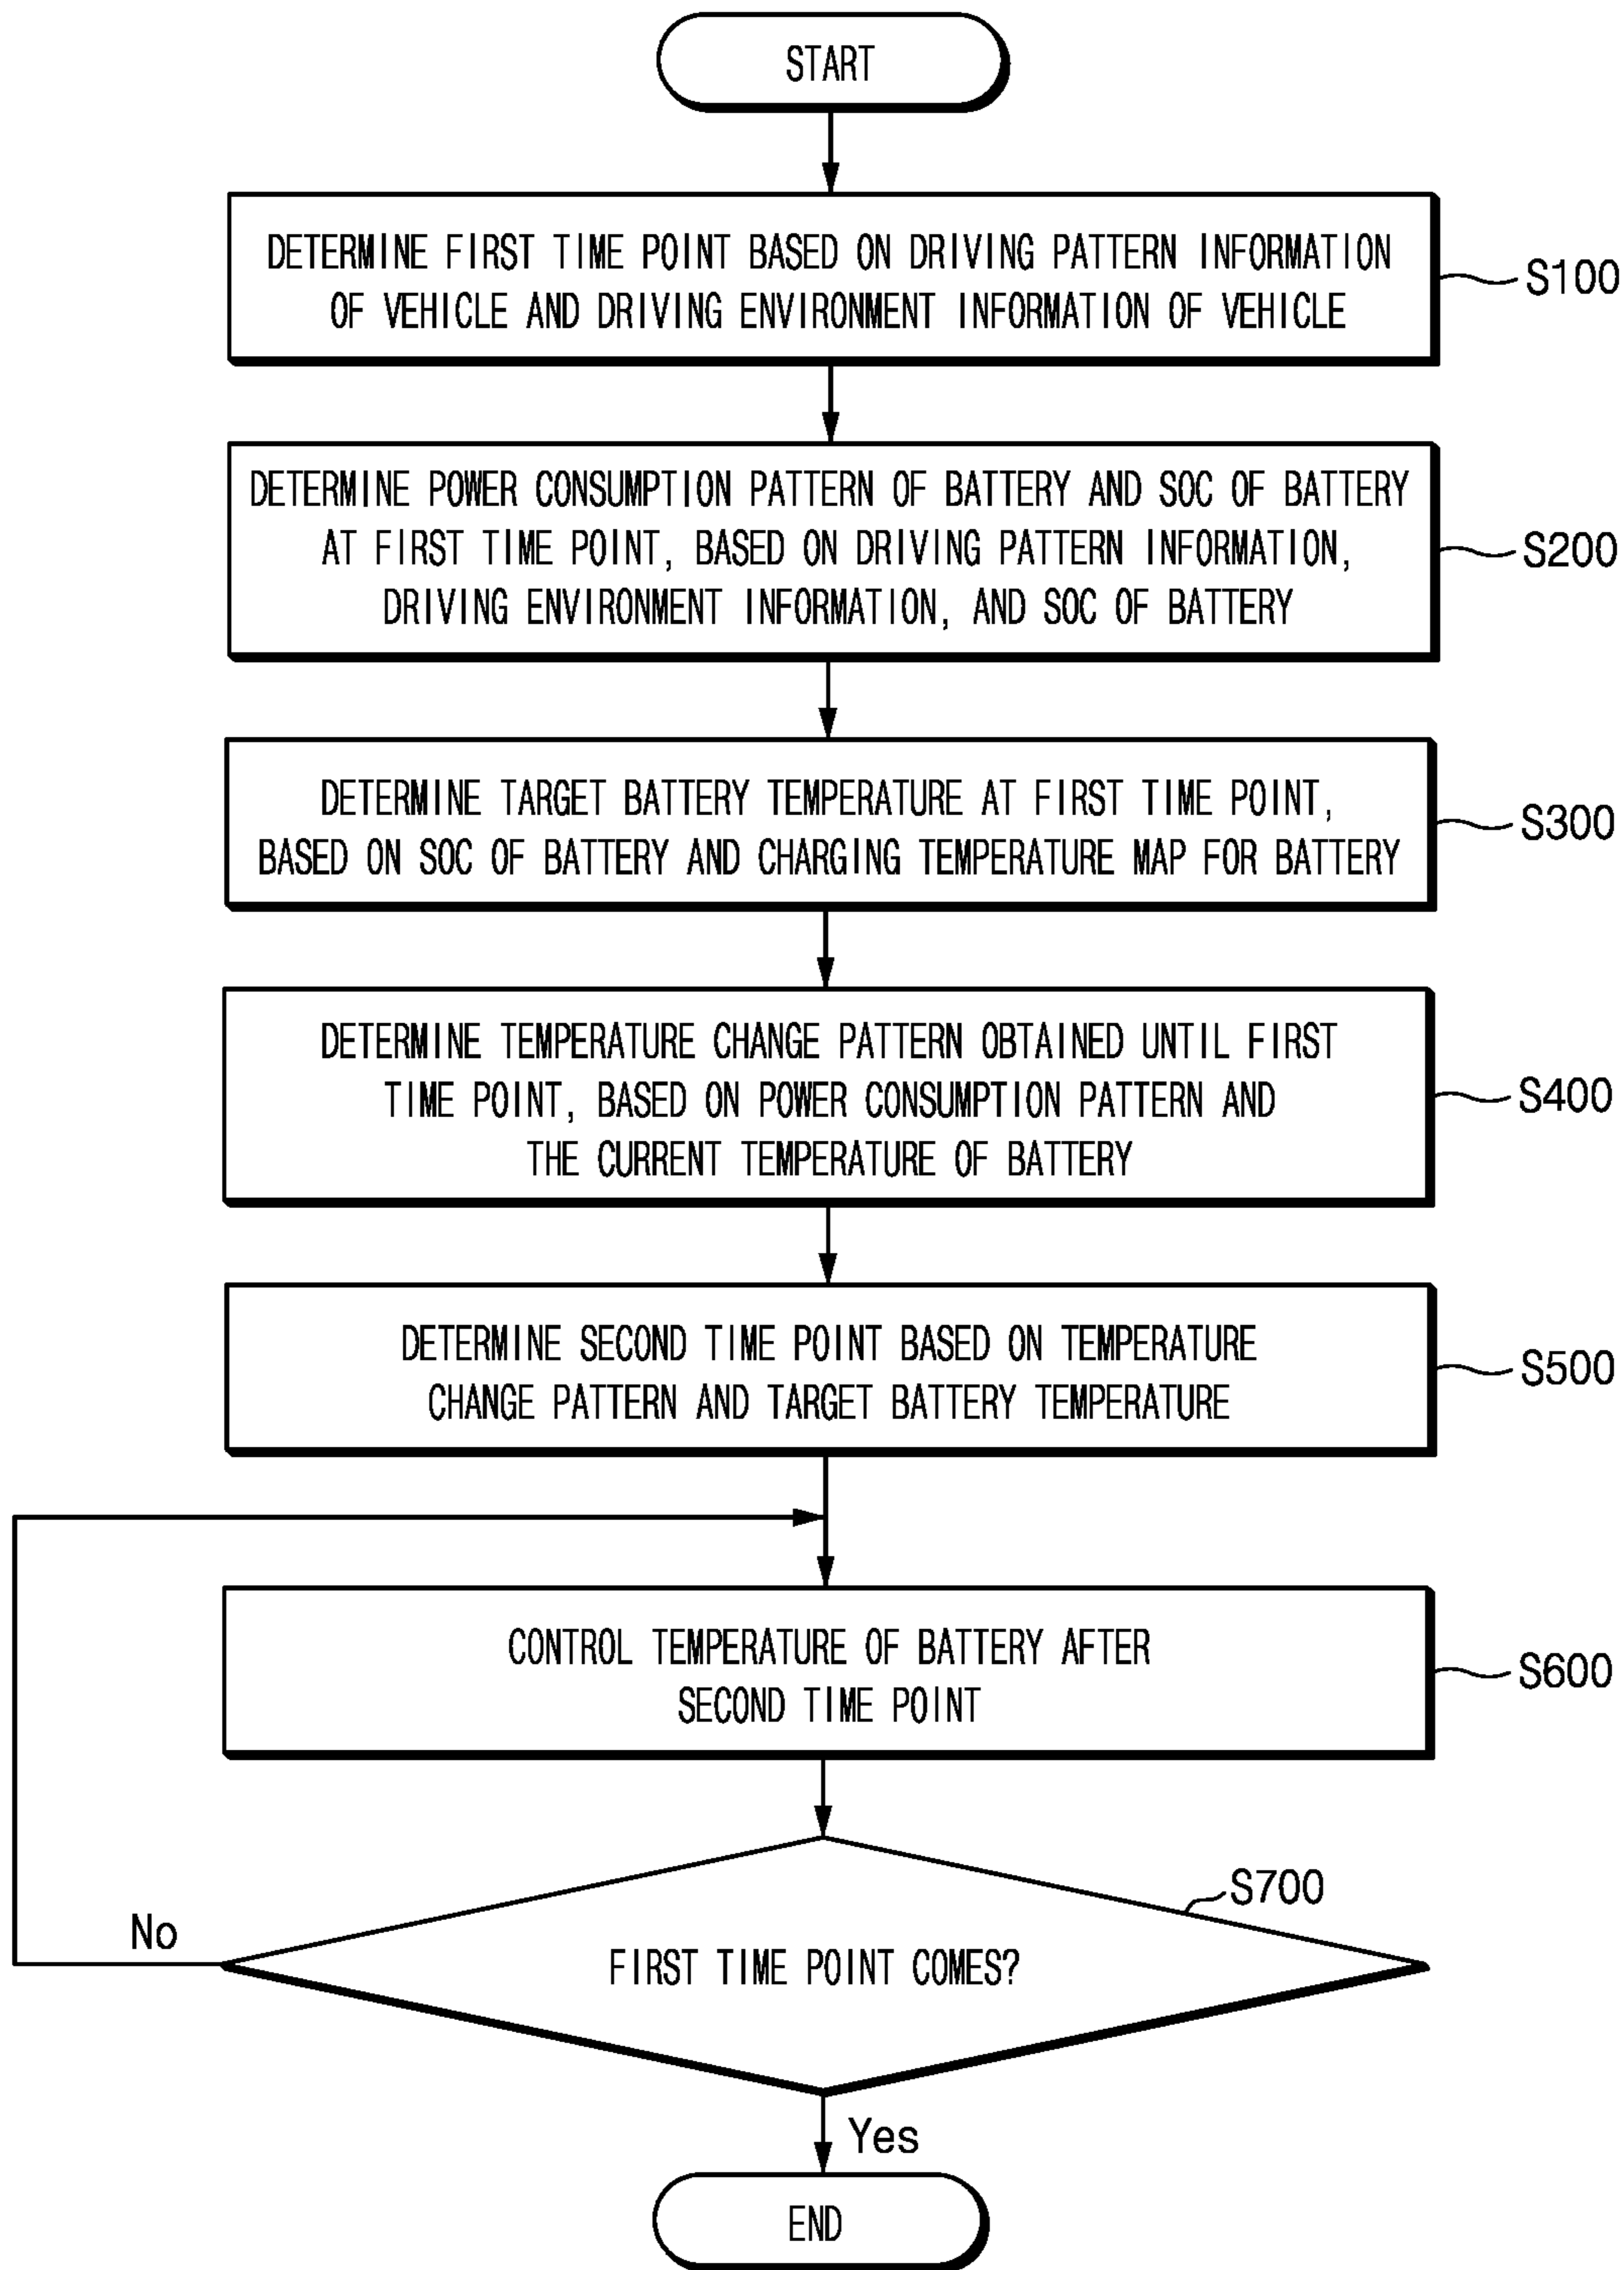 START
DETERMINE FIRST TIME POINT BASED ON DRIVING PATTERN INFORMATION
OF VEHICLE AND DRIVING ENVIRONMENT INFORMATION OF VEHICLE
S100
DETERMINE POWER CONSUMPTION PATTERN OF BATTERY AND SOC OF BATTERY
AT FIRST TIME POINT, BASED ON DRIVING PATTERN INFORMATION,
DRIVING ENVIRONMENT INFORMATION, AND SOC OF BATTERY
S200
DETERMINE TARGET BATTERY TEMPERATURE AT FIRST TIME POINT,
BASED ON SOC OF BATTERY AND CHARGING TEMPERATURE MAP FOR BATTERY
S300
DETERMINE TEMPERATURE CHANGE PATTERN OBTAINED UNTIL FIRST
TIME POINT, BASED ON POWER CONSUMPTION PATTERN AND
THE CURRENT TEMPERATURE OF BATTERY
S400
DETERMINE SECOND TIME POINT BASED ON TEMPERATURE
CHANGE PATTERN AND TARGET BATTERY TEMPERATURE
S500
CONTROL TEMPERATURE OF BATTERY AFTER
SECOND TIME POINT
S600
S700
No
FIRST TIME POINT COMES?
Yes
END